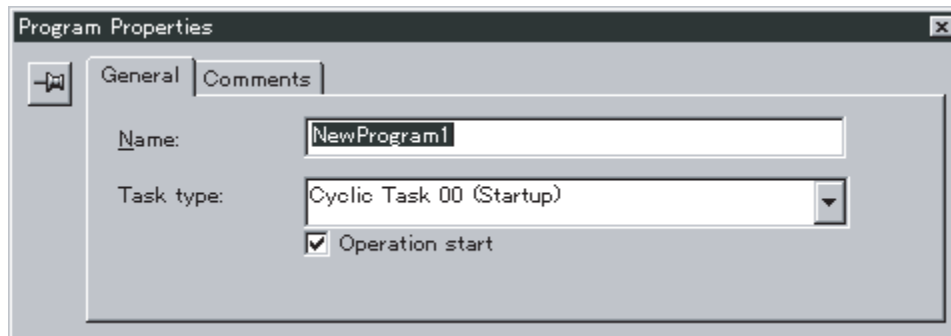 Program Properties
General Comments
Name:
NewProgram1
Task type:
Cyclic Task 00 (Startup)
Operation start